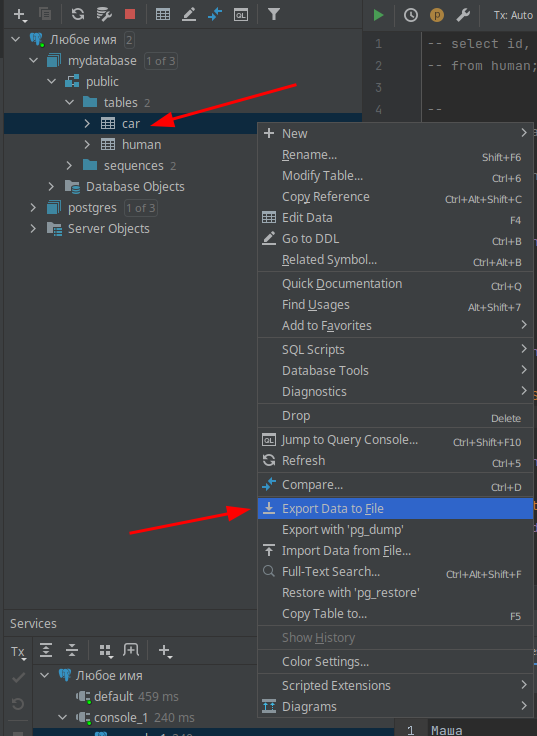 Tx: Auto
Любое имя 2
mydatabase 1 of 3
public
tables 2
car
human
sequences 2
Database Objects
postgres 1 of 3
Server Objects
1 -- select id,
2 -- from human;
3
4 --
New
Rename... Shift+F6
Modify Table... Ctrl+6
Copy Reference Ctrl+Alt+Shift+C
Edit Data F4
Go to DDL Ctrl+B
Related Symbol... Ctrl+Alt+B
Quick Documentation Ctrl+Q
Find Usages Alt+Shift+7
Add to Favorites
SQL Scripts
Database Tools
Diagnostics
Drop Delete
QL Jump to Query Console... Ctrl+Shift+F10
Refresh Ctrl+5
Compare... Ctrl+D
Export Data to File
Export with 'pg_dump'
Import Data from File...
Full-Text Search... Ctrl+Alt+Shift+F
Restore with 'pg_restore'
Copy Table to... F5
Show History
Color Settings...
Scripted Extensions
Diagrams
Services
Tx
Любое имя
default 459 ms
console_1 240 ms
1 Маша